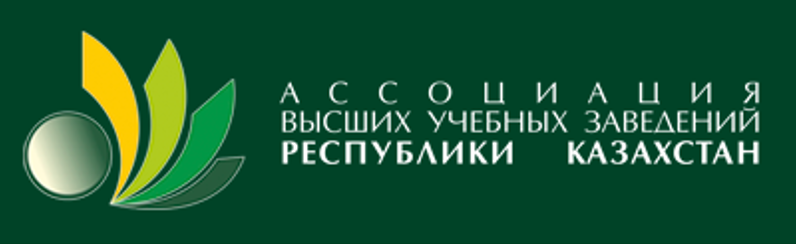 АССОЦИАЦИЯ
ВЫСШИХ УЧЕБНЫХ ЗАВЕДЕНИЙ
РЕСПУБЛИКИ КАЗАХСТАН